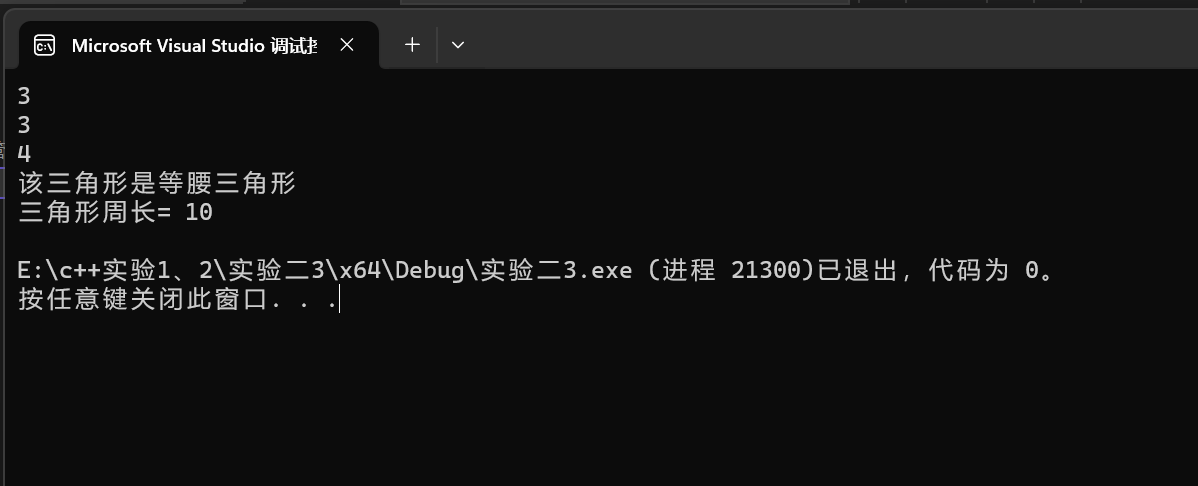 Microsoft Visual Studio 调试
3
3
4
该三角形是等腰三角形
三角形周长= 10
E:\c++实验1、2\实验二3\x64\Debug\实验二3.exe (进程 21300)已退出，代码为 0。
按任意键关闭此窗口. . .